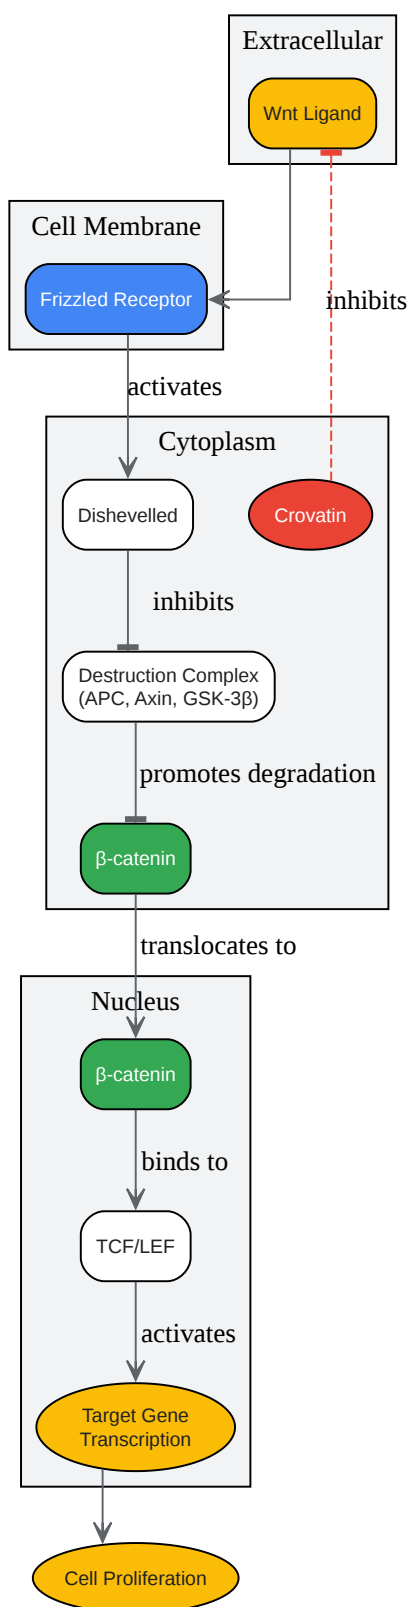 Extracellular
Wnt Ligand
Cell Membrane
Frizzled Receptor
inhibits
activates
Cytoplasm
Dishevelled
Crovatin
inhibits
Destruction Complex
(APC, Axin, GSK-3β)
promotes degradation
β-catenin
translocates to
Nucleus
β-catenin
binds to
TCF/LEF
activates
Target Gene
Transcription
Cell Proliferation